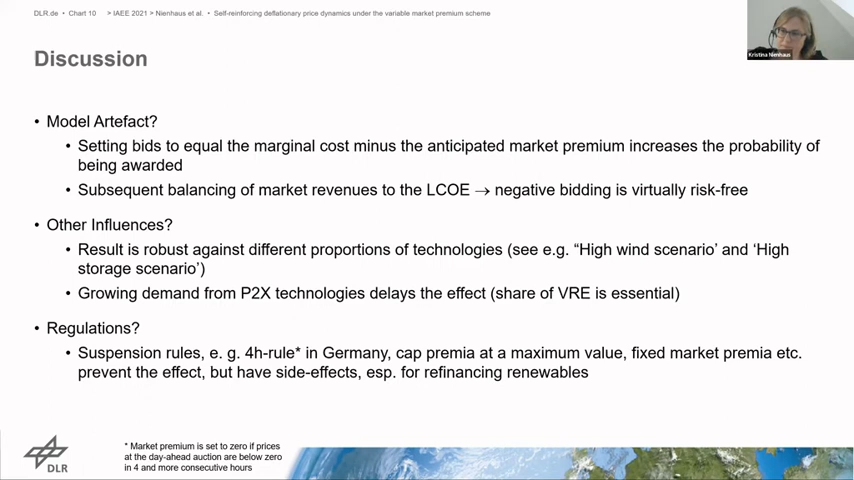 DLR.de • Chart 10 > IAEE 2021 > Nienhaus et al. • Self-reinforcing deflationary price dynamics under the variable market premium scheme
Kristina Nienhaus
Discussion
• Model Artefact?
• Setting bids to equal the marginal cost minus the anticipated market premium increases the probability of
being awarded
• Subsequent balancing of market revenues to the LCOE → negative bidding is virtually risk-free
• Other Influences?
• Result is robust against different proportions of technologies (see e.g. “High wind scenario’ and ‘High
storage scenario’)
• Growing demand from P2X technologies delays the effect (share of VRE is essential)
• Regulations?
• Suspension rules, e. g. 4h-rule* in Germany, cap premia at a maximum value, fixed market premia etc.
prevent the effect, but have side-effects, esp. for refinancing renewables
* Market premium is set to zero if prices
at the day-ahead auction are below zero
in 4 and more consecutive hours
DLR